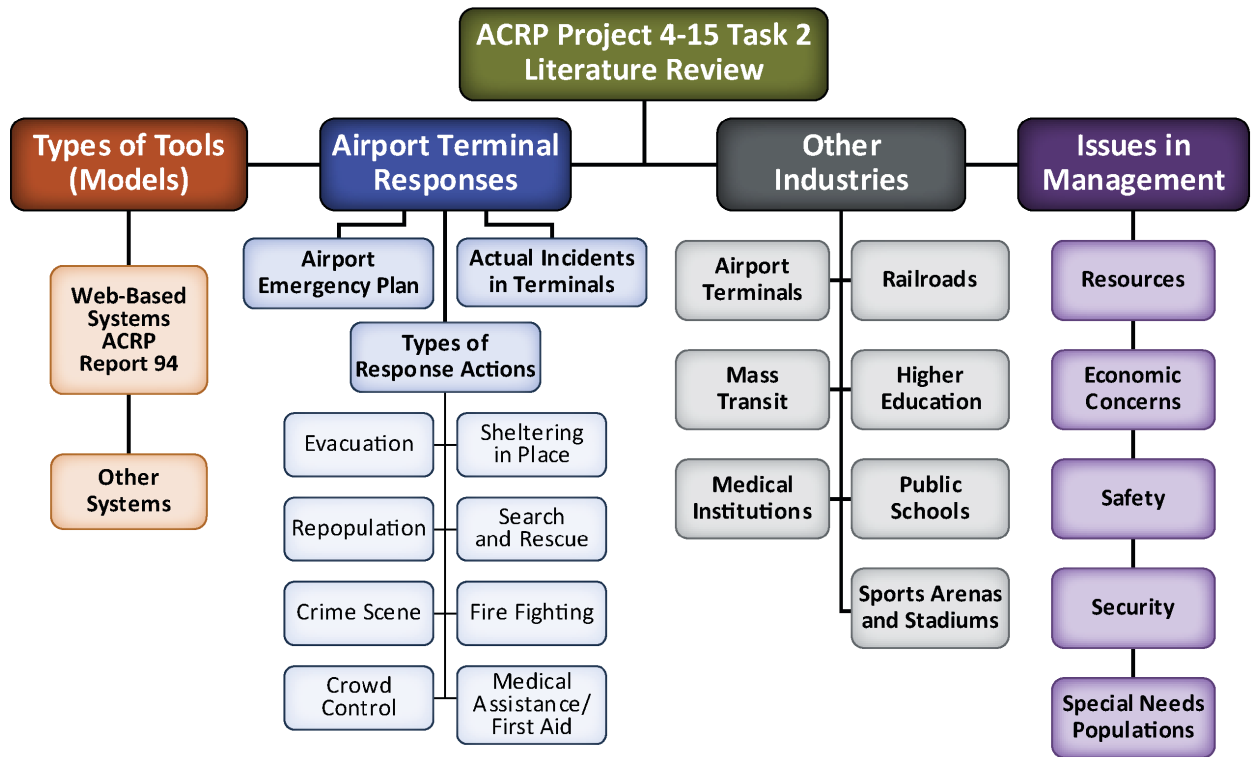 ACRP Project 4-15 Task 2
Literature Review
Types of Tools
(Models)
Web-Based
Systems
ACRP
Report 94
Other
Systems
Airport Terminal
Responses
Airport
Emergency Plan
Actual Incidents
in Terminals
Types of
Response Actions
Evacuation
Sheltering
in Place
Repopulation
Search
and Rescue
Crime Scene
Fire Fighting
Crowd
Control
Medical
Assistance/
First Aid
Other
Industries
Airport
Terminals
Railroads
Mass
Transit
Higher
Education
Medical
Institutions
Public
Schools
Sports Arenas
and Stadiums
Issues in
Management
Resources
Economic
Concerns
Safety
Security
Special Needs
Populations